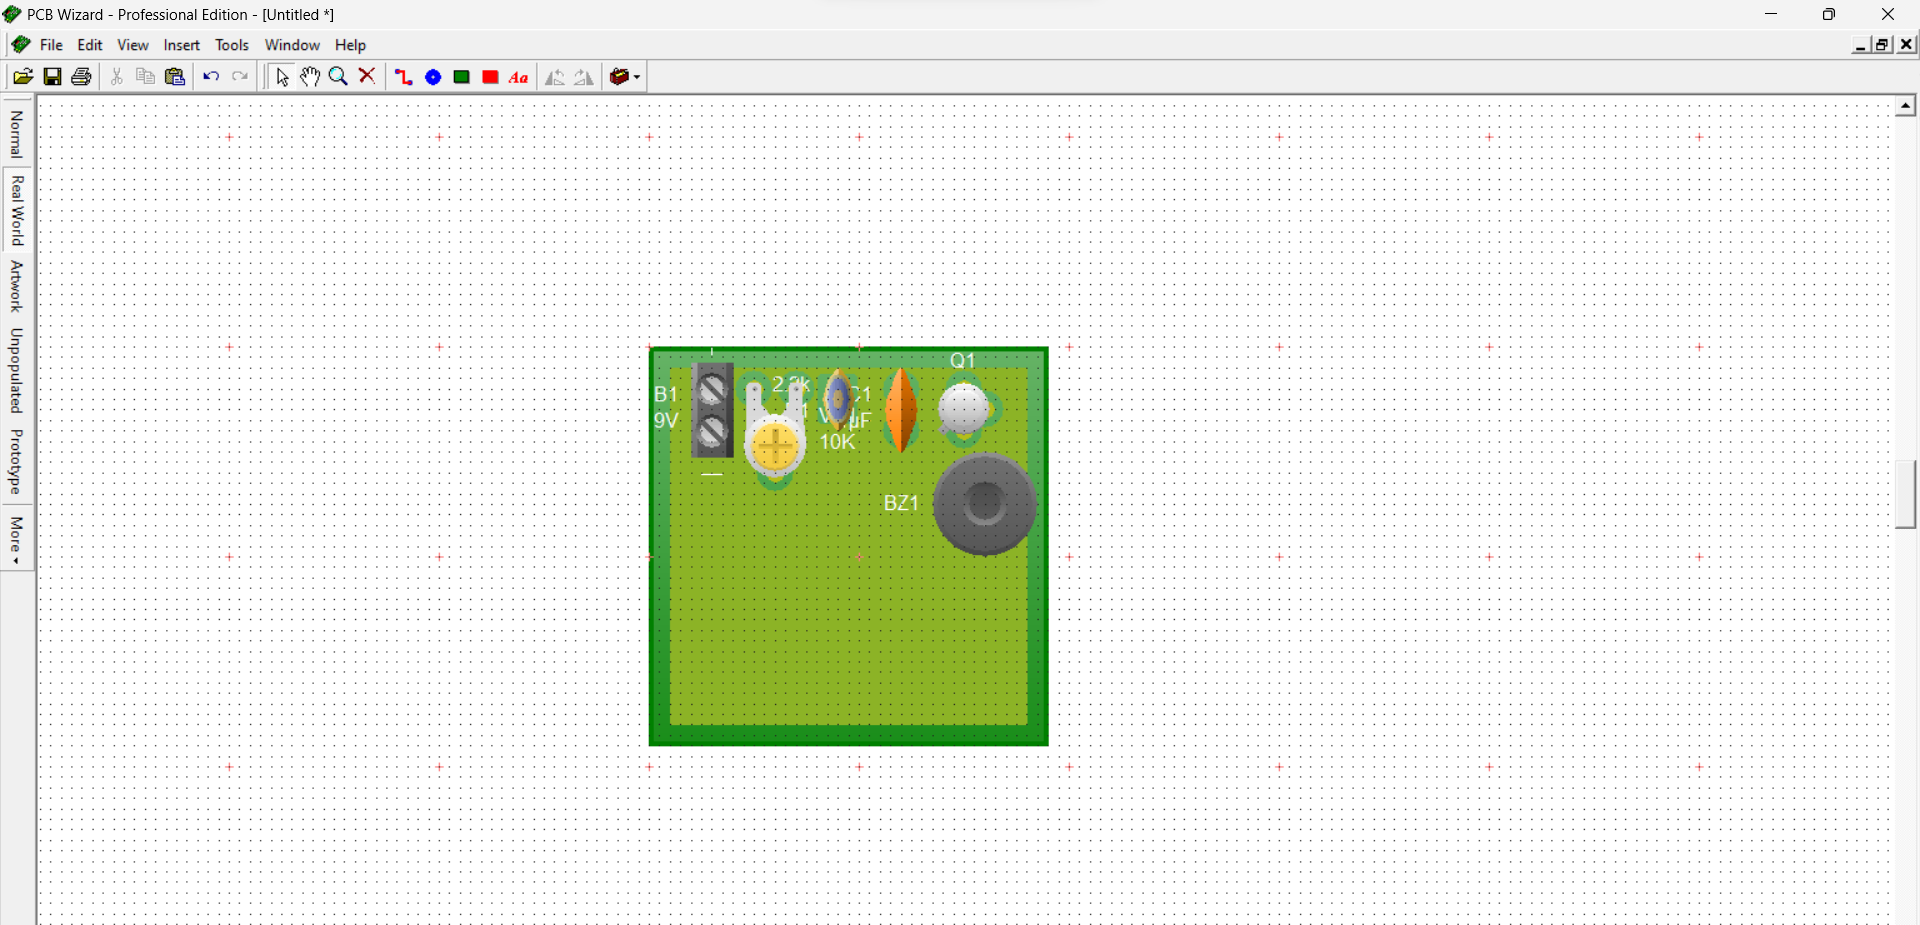 PCB Wizard - Professional Edition - [Untitled *]
File Edit View Insert Tools Window Help
Aa
Normal
Real World
Artwork
Unpopulated
Prototype
More
Q1
B1
9V
10K
BZ1